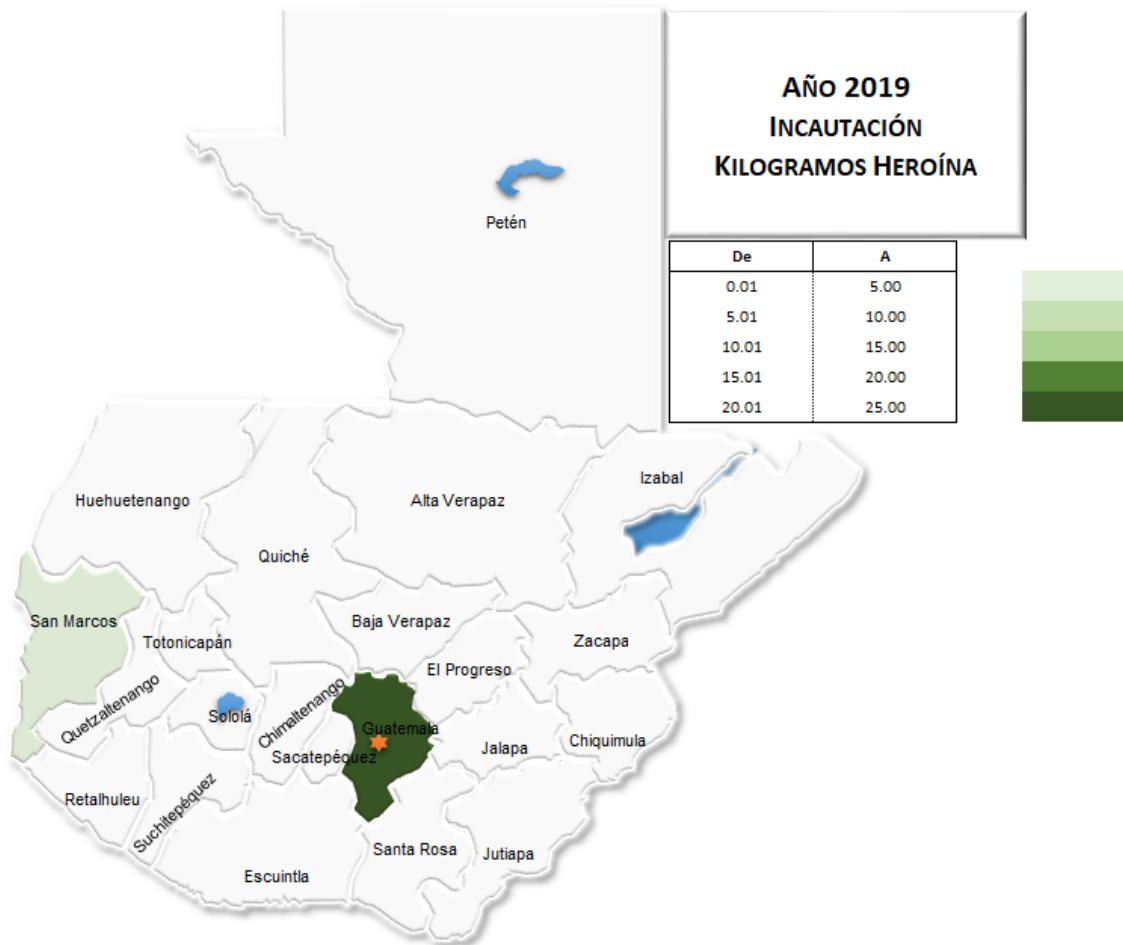 AÑO 2019
INCAUTACIÓN
KILOGRAMOS HEROÍNA
De A
0.01 5.00
5.01 10.00
10.01 15.00
15.01 20.00
20.01 25.00
Petén
Izabal
Huehuetenango
Alta Verapaz
Quiché
San Marcos
Totonicapán
Baja Verapaz
Zacapa
El Progreso
Quetzaltenango
Sololá
Chimaltenango
Guatemala
Sacatepéquez
Jalapa
Chiquimula
Retalhuleu
Suchitepéquez
Santa Rosa
Jutiapa
Escuintla